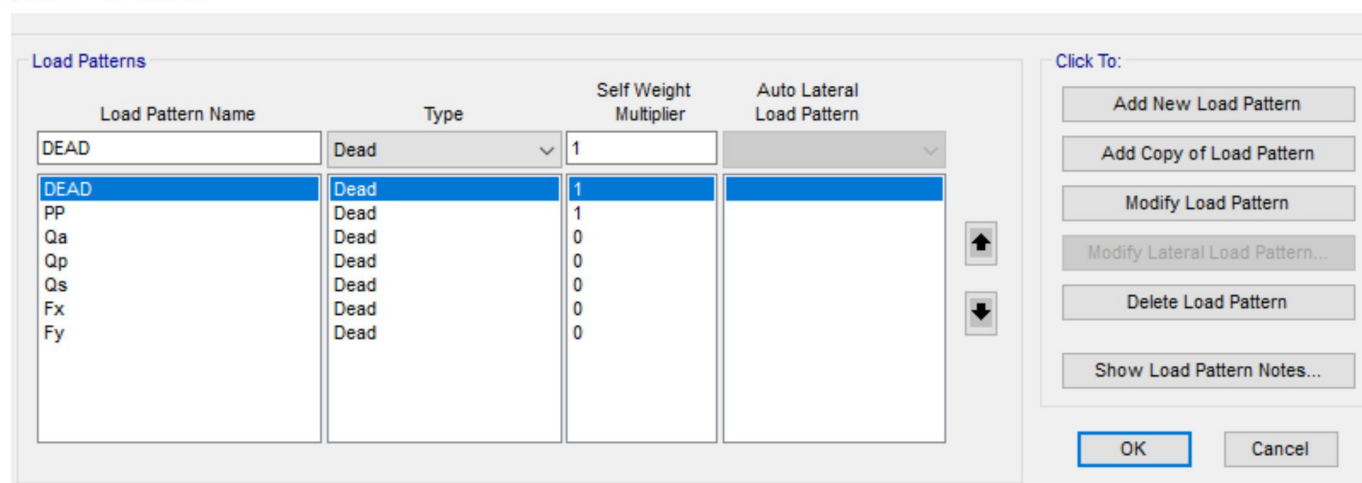 Load Patterns
Click To:
Self Weight Auto Lateral
Load Pattern Name Type Multiplier Load Pattern
DEAD Dead 1
DEAD Dead 1
PP Dead 1
Qa Dead 0
Qp Dead 0
Qs Dead 0
Fx Dead 0
Fy Dead 0
Add New Load Pattern
Add Copy of Load Pattern
Modify Load Pattern
Modify Lateral Load Pattern...
Delete Load Pattern
Show Load Pattern Notes...
OK Cancel